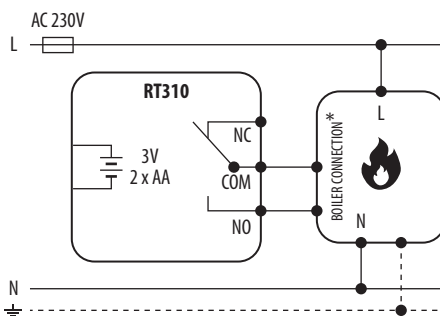 AC 230V
L
RT310
NC
3V
2 x AA
COM
NO
L
BOILER CONNECTION*
N
N